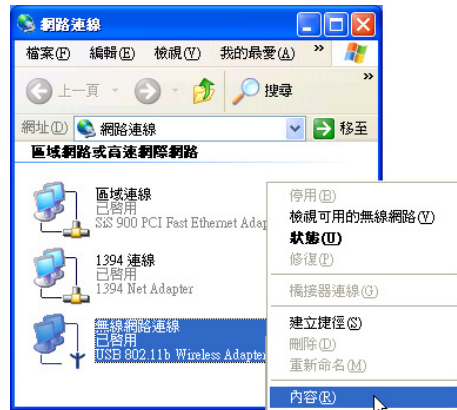 網路連線
檔案(F) 編輯(E) 檢視(V) 我的最愛(A) »
上一頁 搜尋 »
網址(D) 網路連線 移至
區域網路或高速網際網路
區域連線
已啓用
SiS 900 PCI Fast Ethernet Adap
1394 連線
已啓用
1394 Net Adapter
無線網路連線
已啓用
USB 802.11b Wireless Adapter
停用(B)
檢視可用的無線網路(V)
狀態(U)
修復(P)
橋接器連線(G)
建立捷徑(S)
刪除(D)
重新命名(M)
內容(R)